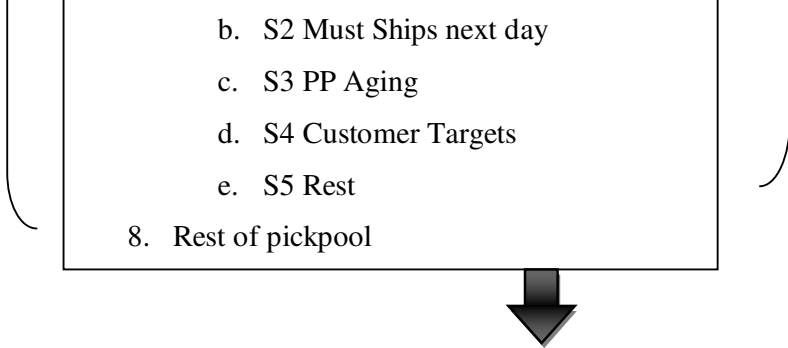 b. S2 Must Ships next day
c. S3 PP Aging
d. S4 Customer Targets
e. S5 Rest
8. Rest of pickpool